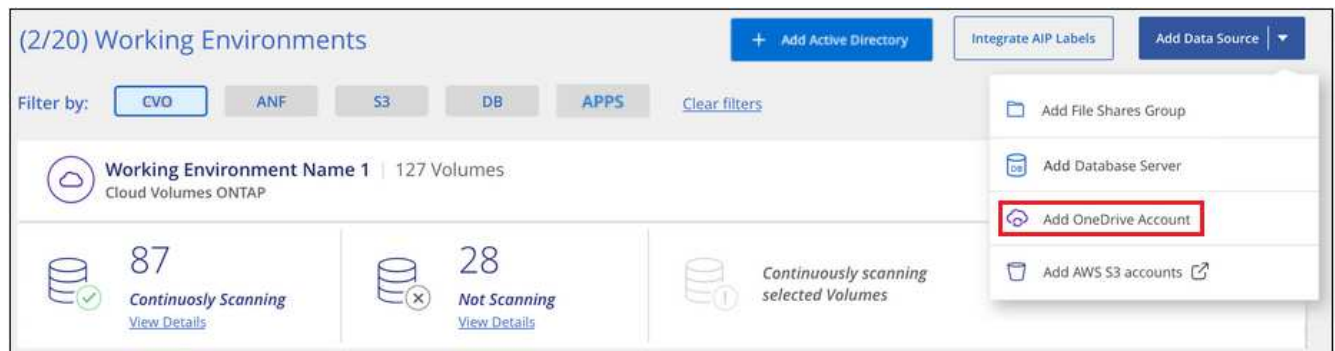 (2/20) Working Environments
+ Add Active Directory
Integrate AIP Labels
Add Data Source
Filter by: CVO ANF S3 DB APPS Clear filters
Add File Shares Group
Working Environment Name 1 | 127 Volumes
Cloud Volumes ONTAP
DB Add Database Server
Add OneDrive Account
87
Continuosly Scanning
View Details
28
Not Scanning
View Details
Continuously scanning
selected Volumes
Add AWS S3 accounts